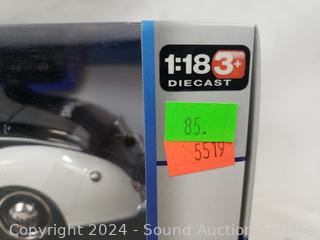 1:18 3+
DIECAST
85.
5519
Copyright 2024 - Sound Auction